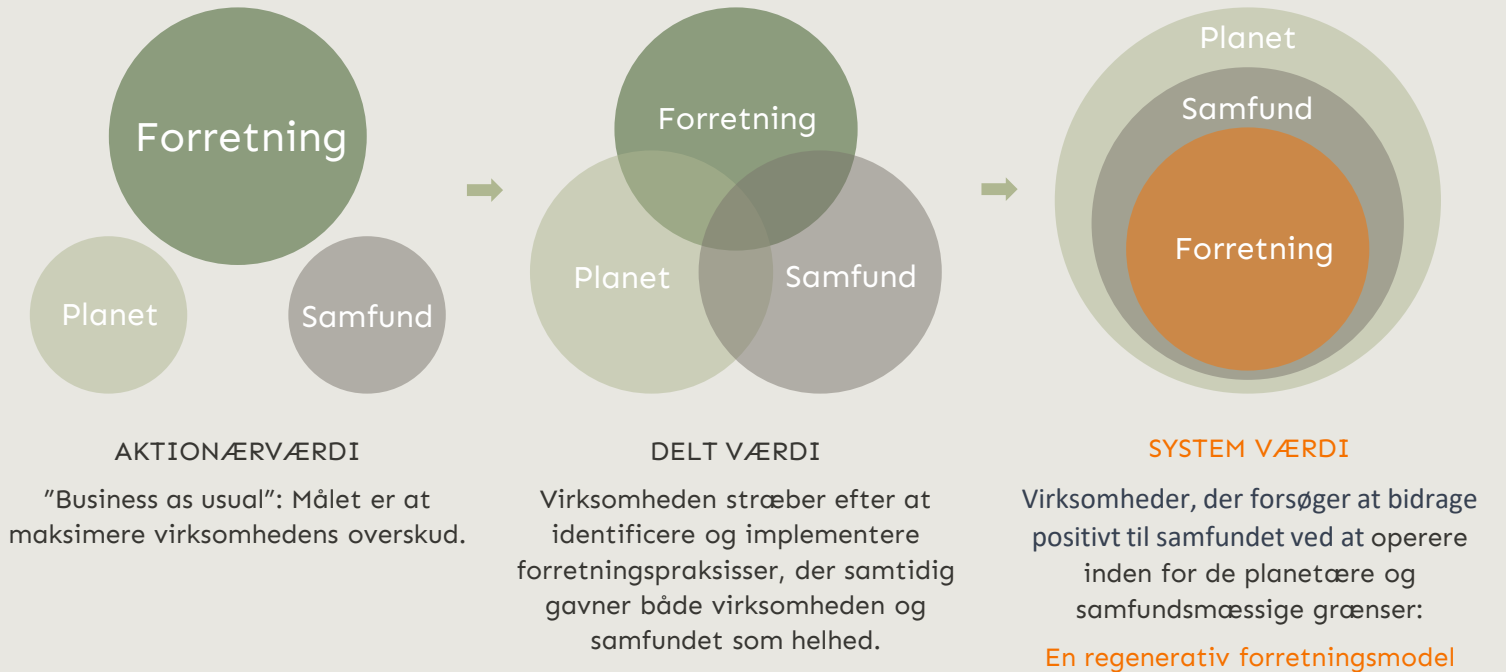 Forretning
Planet
Samfund
AKTIONÆRVÆRDI
"Business as usual": Målet er at
maksimere virksomhedens overskud.
Forretning
Planet
Samfund
DELT VÆRDI
Virksomheden stræber efter at
identificere og implementere
forretningspraksisser, der samtidig
gavner både virksomheden og
samfundet som helhed.
Planet
Samfund
Forretning
SYSTEM VÆRDI
Virksomheder, der forsøger at bidrage
positivt til samfundet ved at operere
inden for de planetære og
samfundsmæssige grænser:
En regenerativ forretningsmodel